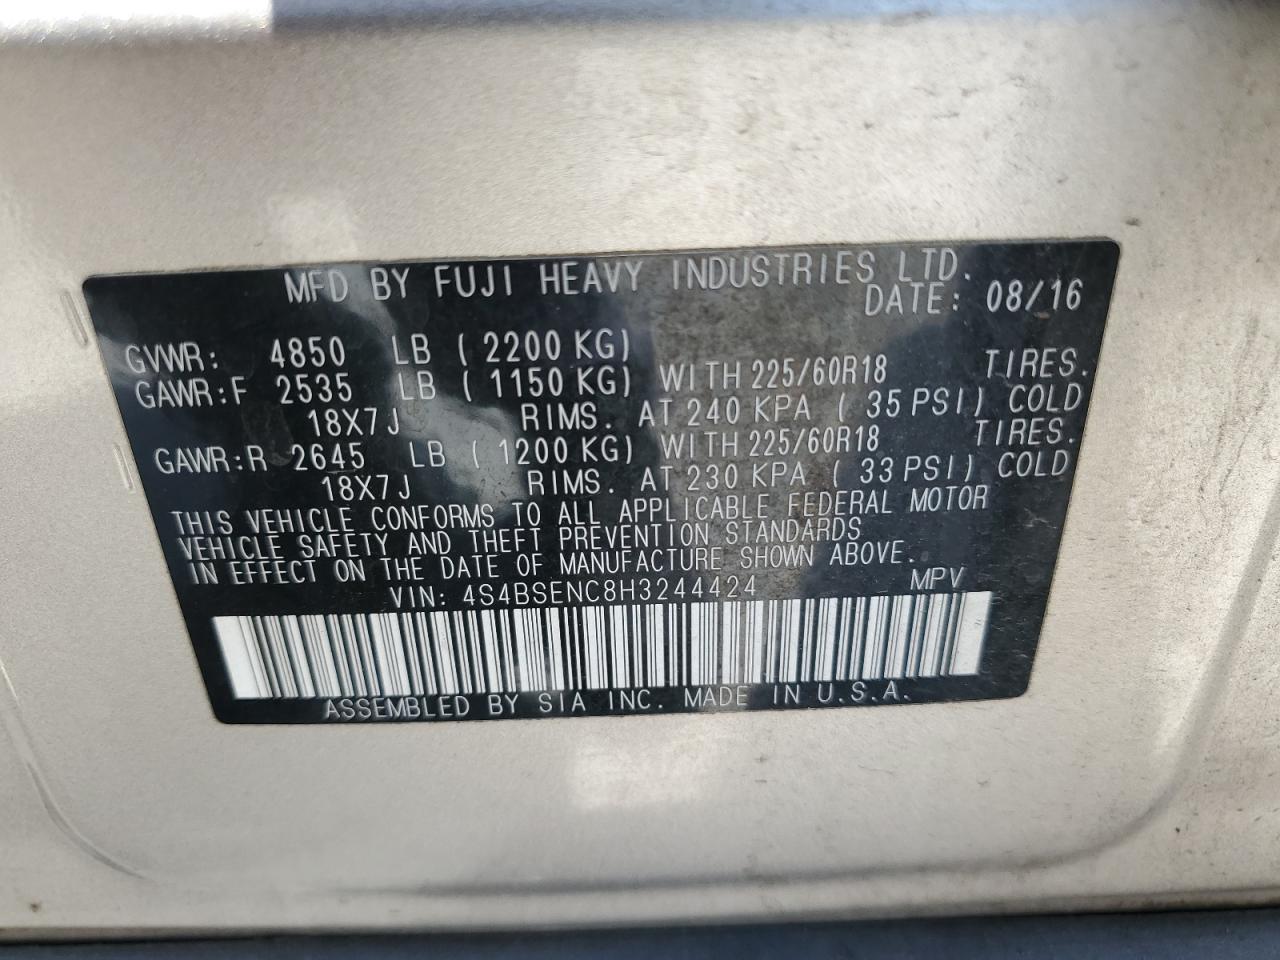 MFD BY FUJI HEAVY INDUSTRIES LTD.
DATE: 08/16
GVWR: 4850 LB ( 2200 KG)
GAWR:F 2535 LB ( 1150 KG) WITH 225/60R18 TIRES.
18X7J RIMS. AT 240 KPA ( 35 PSI) COLD
GAWR:R 2645 LB ( 1200 KG) WITH 225/60R18 TIRES.
18X7J RIMS. AT 230 KPA ( 33 PSI) COLD
THIS VEHICLE CONFORMS TO ALL APPLICABLE FEDERAL MOTOR
VEHICLE SAFETY AND THEFT PREVENTION STANDARDS
IN EFFECT ON THE DATE OF MANUFACTURE SHOWN ABOVE.
VIN: 4S4BSENC8H3244424 MPV
ASSEMBLED BY SIA INC. MADE IN U.S.A.